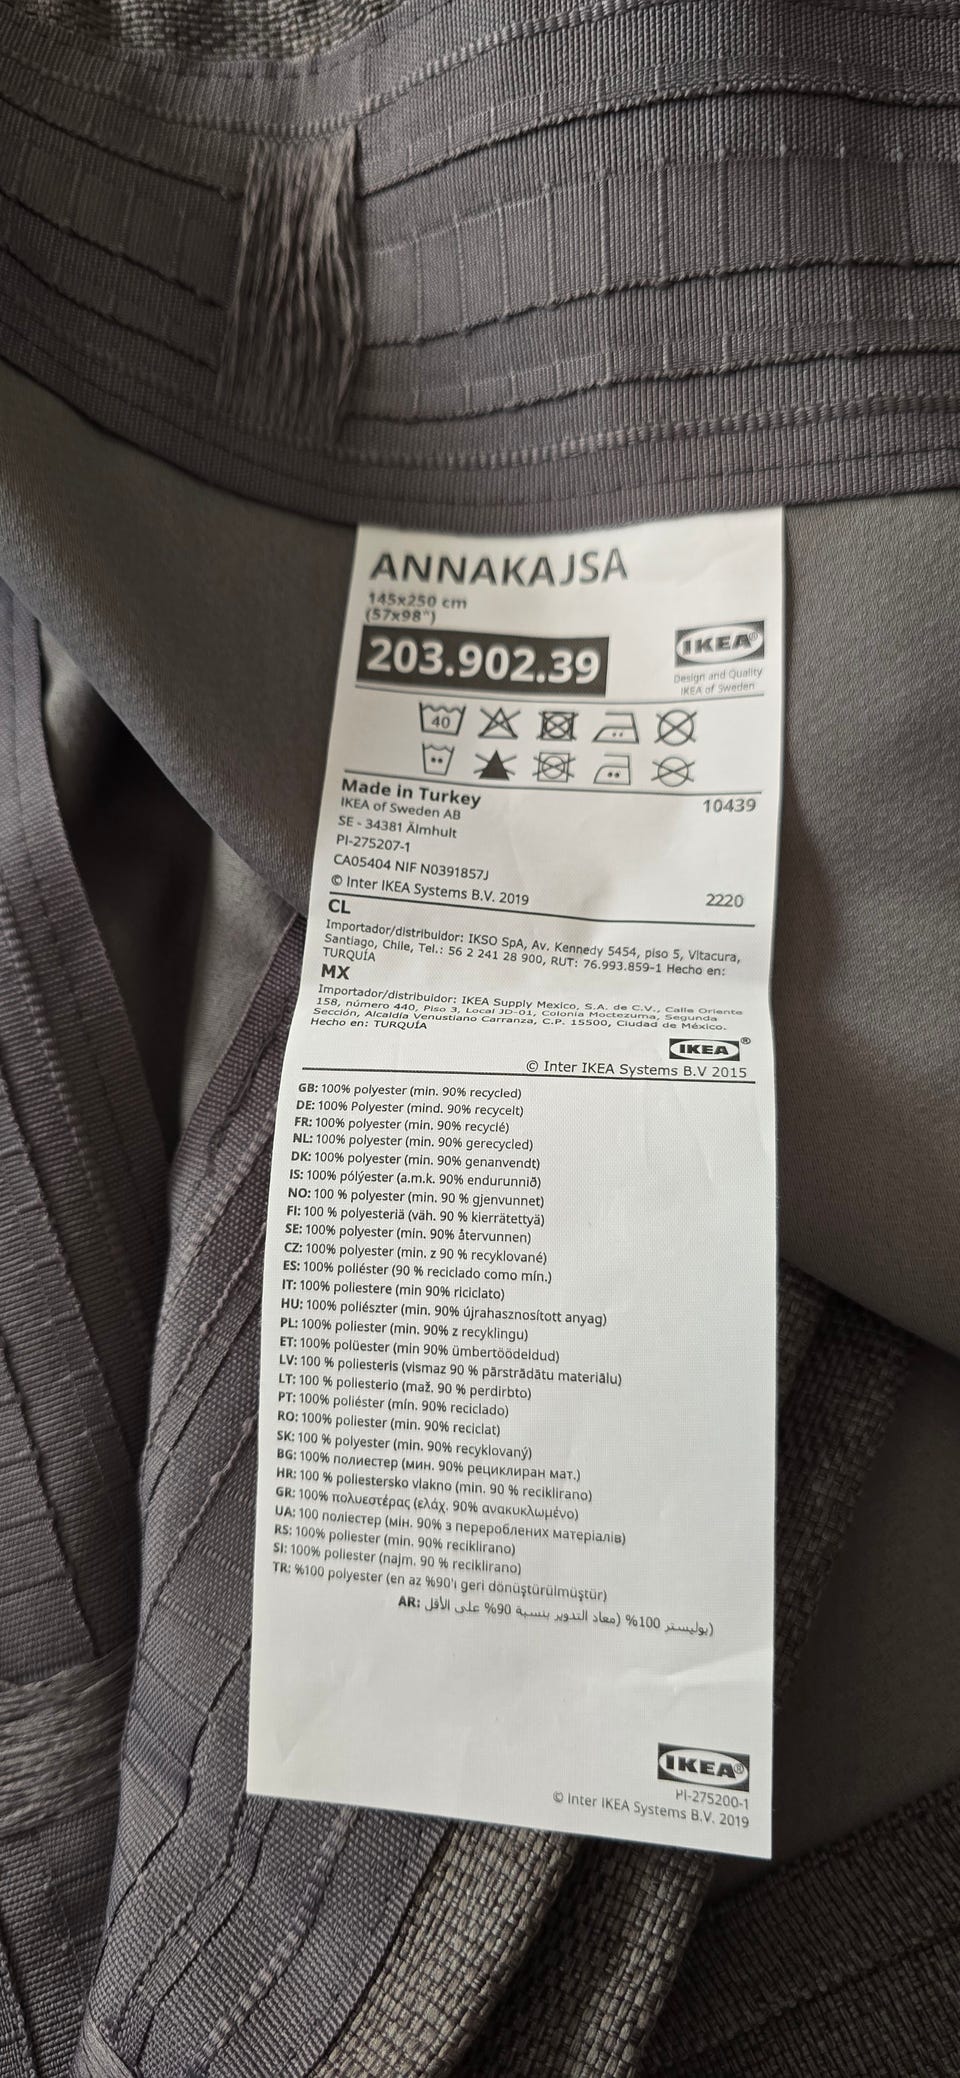 ANNAKAJSA
145x250 cm
(57x98")
203.902.39
IKEA®
Design and Quality
IKEA of Sweden
40
Made in Turkey
10439
IKEA of Sweden AB
SE - 34381 Älmhult
PI-275207-1
CA05404 NIF N0391857J
© Inter IKEA Systems B.V. 2019
2220
CL
Importador/distribuidor: IKSO SpA, Av. Kennedy 5454, piso 5, Vitacura,
Santiago, Chile, Tel.: 56 2 241 28 900, RUT: 76.993.859-1 Hecho en:
TURQUÍA
MX
Importador/distribuidor: IKEA Supply Mexico, S.A. de C.V., Calle Oriente
158, número 440, Piso 3, Local JD-01, Colonia Moctezuma, Segunda
Sección, Alcaldía Venustiano Carranza, C.P. 15500, Ciudad de México.
Hecho en: TURQUÍA
IKEA®
© Inter IKEA Systems B.V 2015
GB: 100% polyester (min. 90% recycled)
DE: 100% Polyester (mind. 90% recycelt)
FR: 100% polyester (min. 90% recyclé)
NL: 100% polyester (min. 90% gerecycled)
DK: 100% polyester (min. 90% genanvendt)
IS: 100% pólýester (a.m.k. 90% endurunnið)
NO: 100 % polyester (min. 90 % gjenvunnet)
FI: 100 % polyesteriä (väh. 90 % kierrätettyä)
SE: 100% polyester (min. 90% återvunnen)
CZ: 100% polyester (min. z 90 % recyklované)
ES: 100% poliéster (90 % reciclado como mín.)
IT: 100% poliestere (min 90% riciclato)
HU: 100% poliészter (min. 90% újrahasznosított anyag)
PL: 100% poliester (min. 90% z recyklingu)
ET: 100% polüester (min 90% ümbertöödeldud)
LV: 100 % poliesteris (vismaz 90 % pārstrādātu materiālu)
LT: 100 % poliesterio (maž. 90 % perdirbto)
PT: 100% poliéster (mín. 90% reciclado)
RO: 100% poliester (min. 90% reciclat)
SK: 100 % polyester (min. 90% recyklovaný)
BG: 100% полиестер (мин. 90% рециклиран мат.)
HR: 100 % poliestersko vlakno (min. 90 % reciklirano)
GR: 100% πολυεστέρας (ελάχ. 90% ανακυκλωμένο)
UA: 100 поліестер (мін. 90% з перероблених матеріалів)
RS: 100% poliester (min. 90% reciklirano)
SI: 100% poliester (najm. 90 % reciklirano)
TR: %100 polyester (en az %90'ı geri dönüştürülmüştür)
AR: بوليستر 100% (معاد التدوير بنسبة 90% على الأقل)
IKEA®
PI-275200-1
© Inter IKEA Systems B.V. 2019